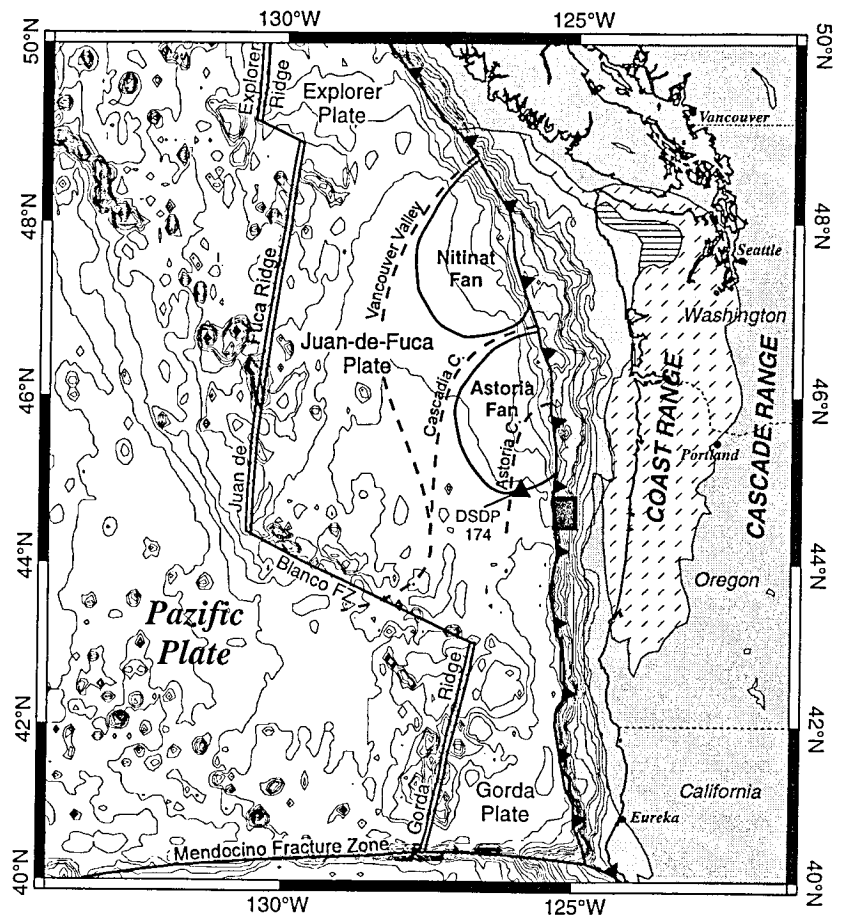 130°W
125°W
50°N
50°N
Explorer
Ridge
Explorer
Plate
Vancouver
48°N
48°N
Vancouver Valley
Nitinat
Fan
Seattle
Juan de
Fuca Ridge
Washington
Juan-de-Fuca
Plate
Cascadia C.
Astoria
Fan
Astoria C.
46°N
46°N
COAST RANGE
CASCADE RANGE
Portland
DSDP
174
44°N
44°N
Blanco FZ
Oregon
Pazific
Plate
42°N
42°N
Gorda
Ridge
Gorda
Plate
California
Eureka
Mendocino Fracture Zone
40°N
40°N
130°W
125°W